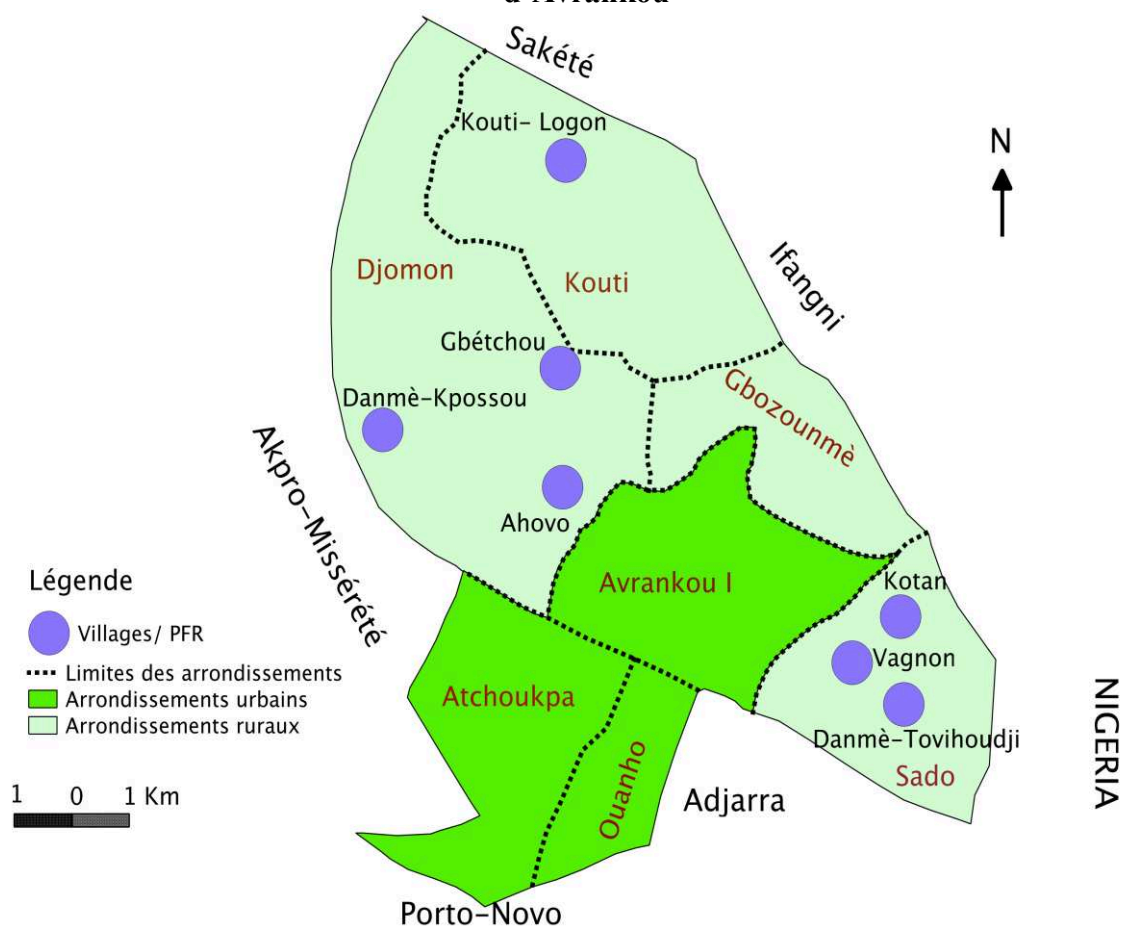 d'Avrankou
Sakété
Kouti- Logon
N
Ifangni
Djomon
Kouti
Gbétchou
Gbozounmè
Danmè-Kpossou
Akpro-Missérété
Ahovo
Avrankou I
Kotan
Vagnon
Danmè-Tovihoudji
Sado
NIGERIA
Atchoukpa
Ouanho
Adjarra
Porto-Novo
Légende
Villages/ PFR
Limites des arrondissements
Arrondissements urbains
Arrondissements ruraux
1 0 1 Km